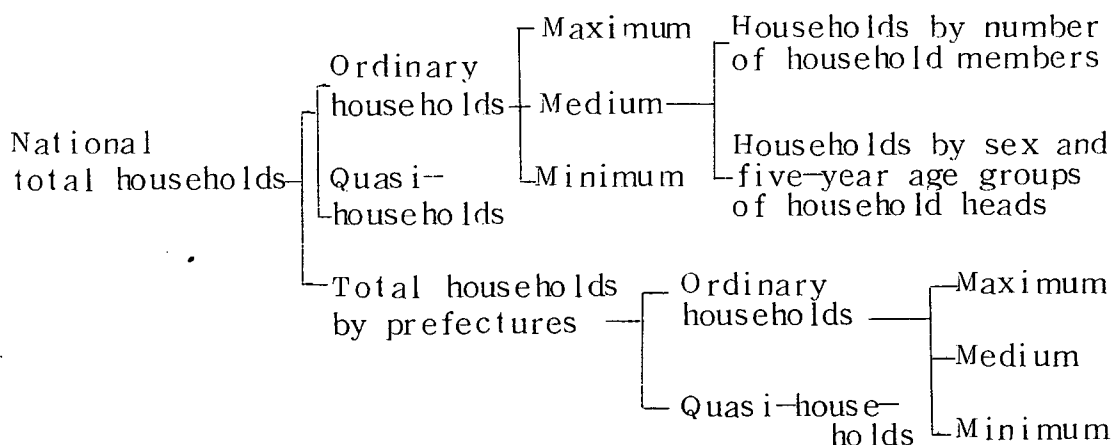 National
total households
Ordinary
households
Quasi-
households
Maximum
Medium
Minimum
Households by number
of household members
Households by sex and
five-year age groups
of household heads
Total households
by prefectures
Ordinary
households
Quasi-house-
holds
Maximum
Medium
Minimum